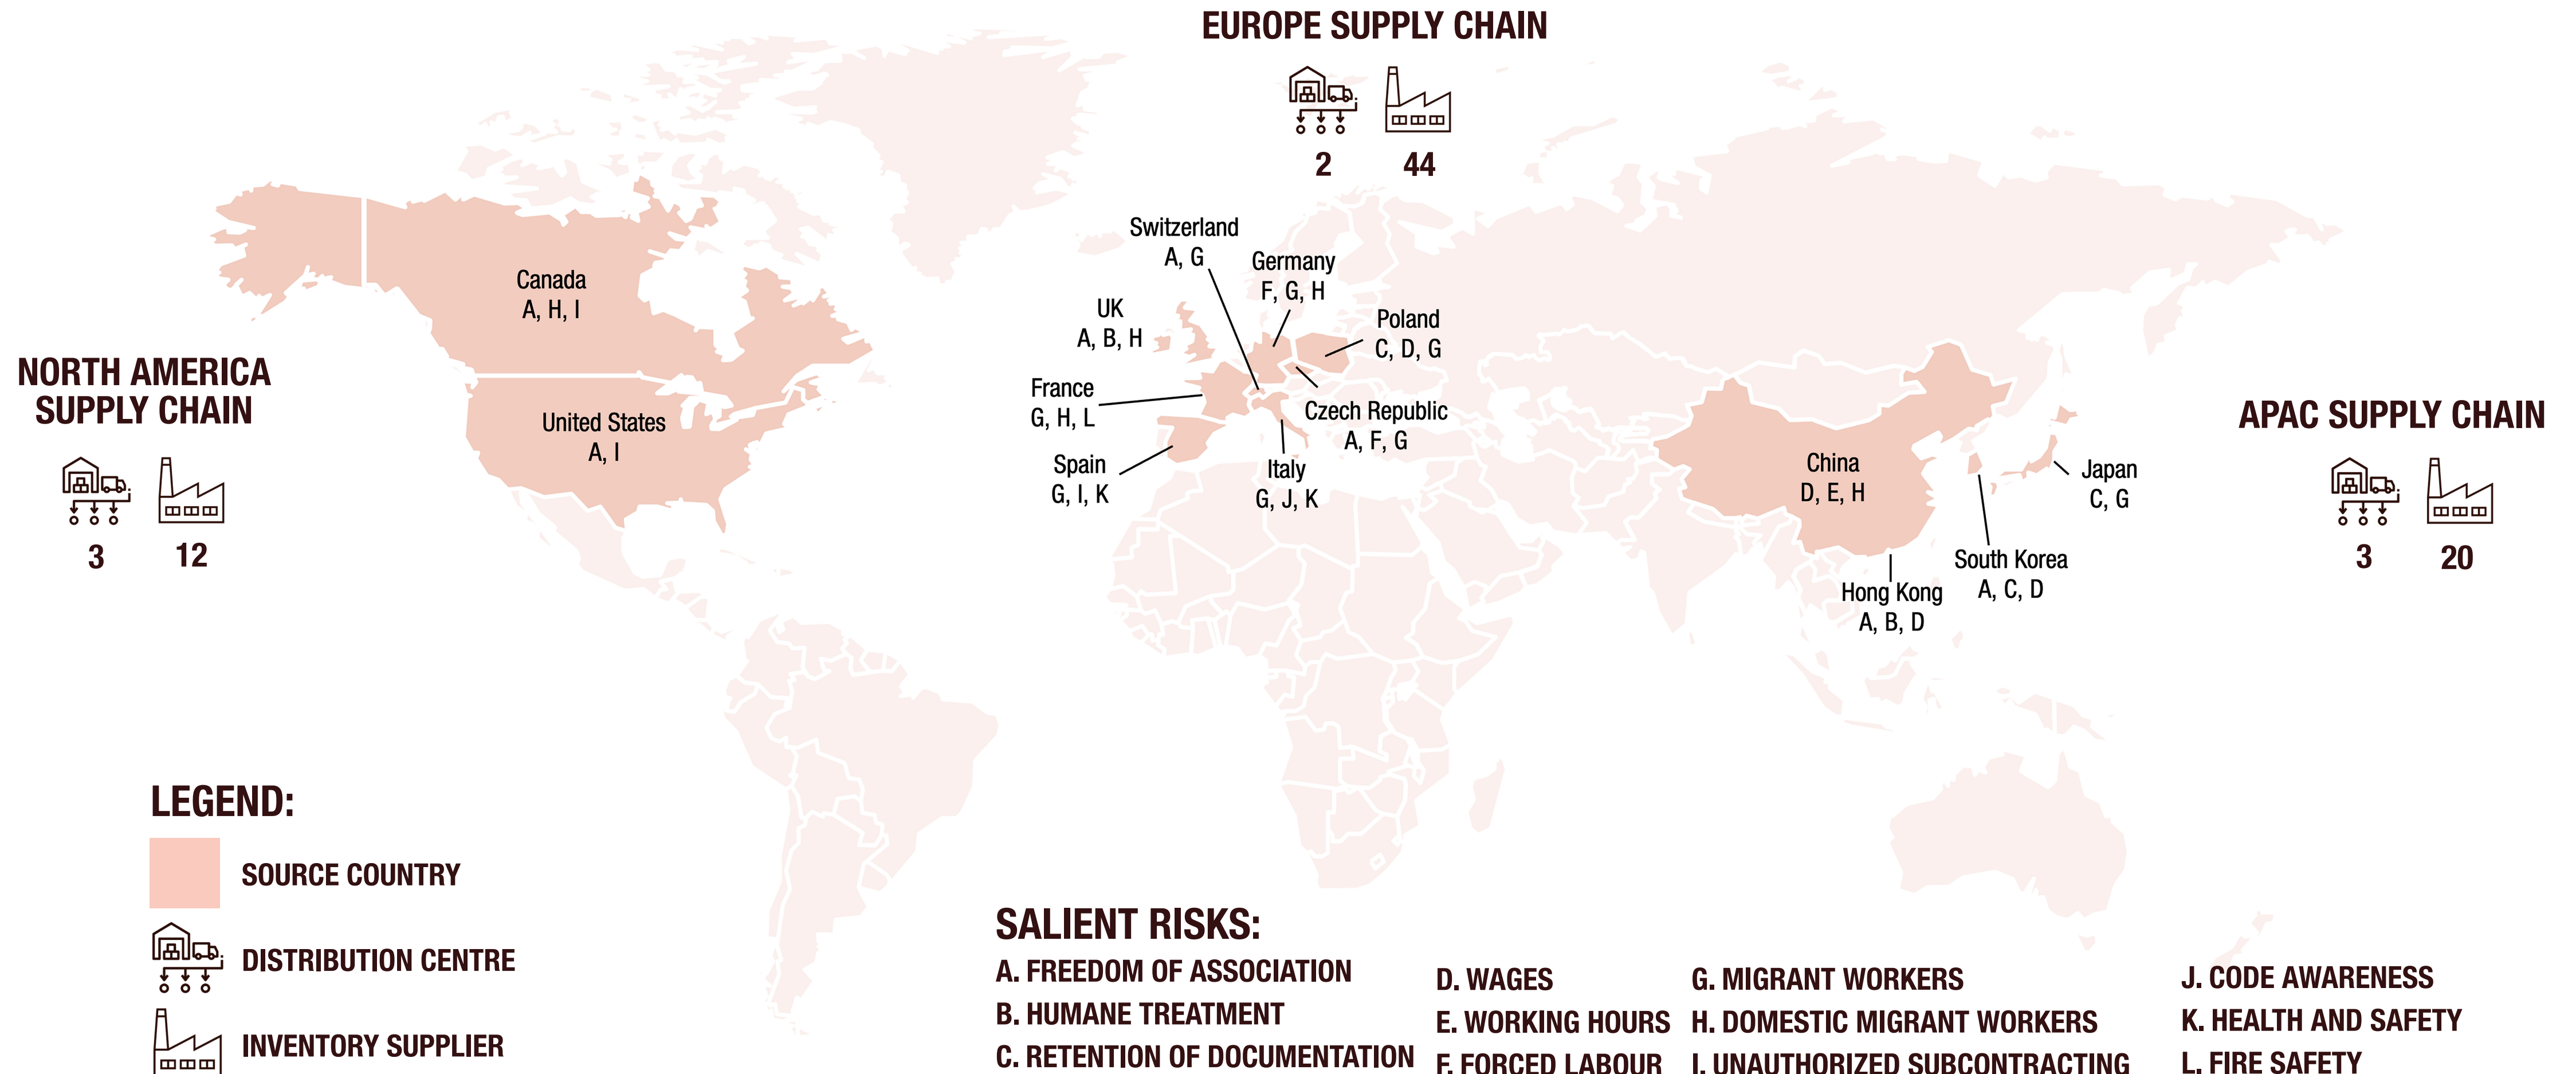 EUROPE SUPPLY CHAIN
2
44
NORTH AMERICA
SUPPLY CHAIN
3
12
Canada
A, H, I
United States
A, I
Switzerland
A, G
Germany
F, G, H
UK
A, B, H
Poland
C, D, G
France
G, H, L
Czech Republic
A, F, G
Spain
G, I, K
Italy
G, J, K
China
D, E, H
Japan
C, G
South Korea
A, C, D
Hong Kong
A, B, D
APAC SUPPLY CHAIN
3
20
LEGEND:
SOURCE COUNTRY
DISTRIBUTION CENTRE
INVENTORY SUPPLIER
SALIENT RISKS:
A. FREEDOM OF ASSOCIATION
B. HUMANE TREATMENT
C. RETENTION OF DOCUMENTATION
D. WAGES
E. WORKING HOURS
F. FORCED LABOUR
G. MIGRANT WORKERS
H. DOMESTIC MIGRANT WORKERS
I. UNAUTHORIZED SUBCONTRACTING
J. CODE AWARENESS
K. HEALTH AND SAFETY
L. FIRE SAFETY